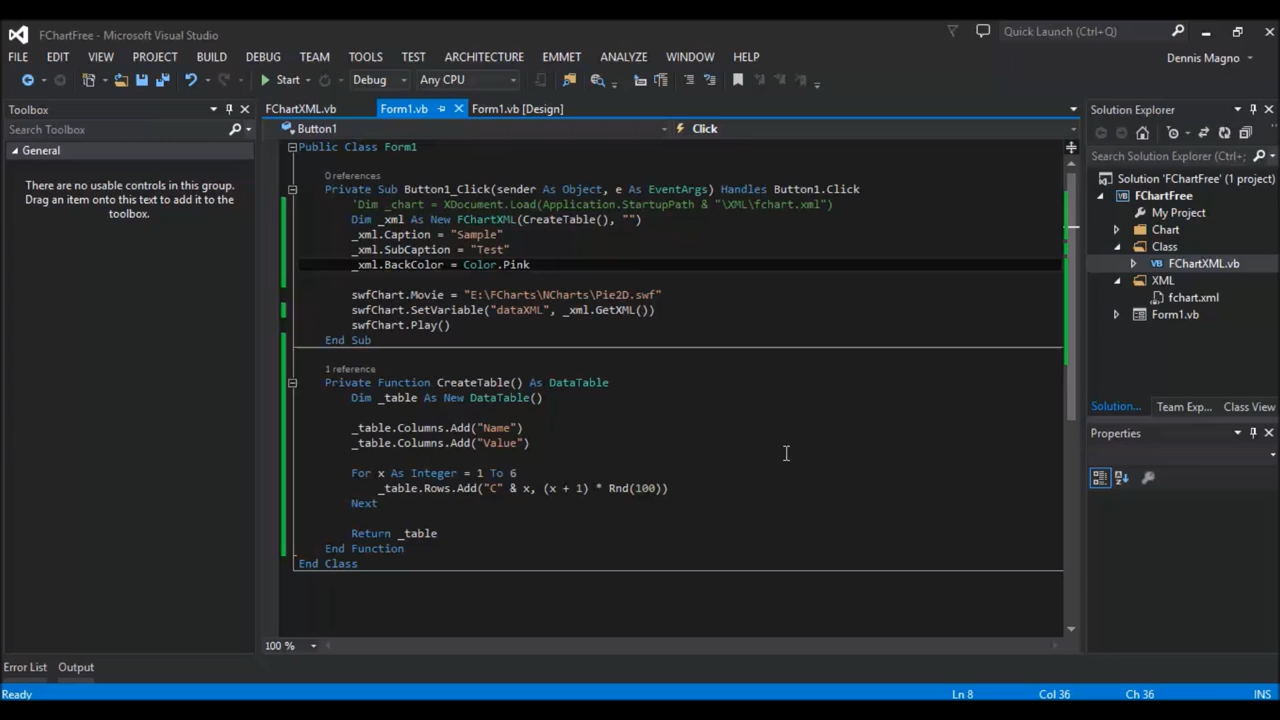 FChartFree - Microsoft Visual Studio
Quick Launch (Ctrl+Q)
FILE EDIT VIEW PROJECT BUILD DEBUG TEAM TOOLS TEST ARCHITECTURE EMMET ANALYZE WINDOW HELP
Dennis Magno
Start Debug Any CPU
Toolbox
Search Toolbox
General
There are no usable controls in this group.
Drag an item onto this text to add it to the
toolbox.
FChartXML.vb Form1.vb Form1.vb [Design]
Button1 Click
Public Class Form1
0 references
Private Sub Button1_Click(sender As Object, e As EventArgs) Handles Button1.Click
'Dim _chart = XDocument.Load(Application.StartupPath & "\XML\fchart.xml")
Dim _xml As New FChartXML(CreateTable(), "")
_xml.Caption = "Sample"
_xml.SubCaption = "Test"
_xml.BackColor = Color.Pink
swfChart.Movie = "E:\FCharts\NCharts\Pie2D.swf"
swfChart.SetVariable("dataXML", _xml.GetXML())
swfChart.Play()
End Sub
1 reference
Private Function CreateTable() As DataTable
Dim _table As New DataTable()
_table.Columns.Add("Name")
_table.Columns.Add("Value")
For x As Integer = 1 To 6
_table.Rows.Add("C" & x, (x + 1) * Rnd(100))
Next
Return _table
End Function
End Class
100 %
Solution Explorer
Search Solution Explorer (Ctrl+;
Solution 'FChartFree' (1 project)
FChartFree
My Project
Chart
Class
FChartXML.vb
XML
fchart.xml
Form1.vb
Solution... Team Exp... Class View
Properties
Error List Output
Ready Ln 8 Col 36 Ch 36 INS